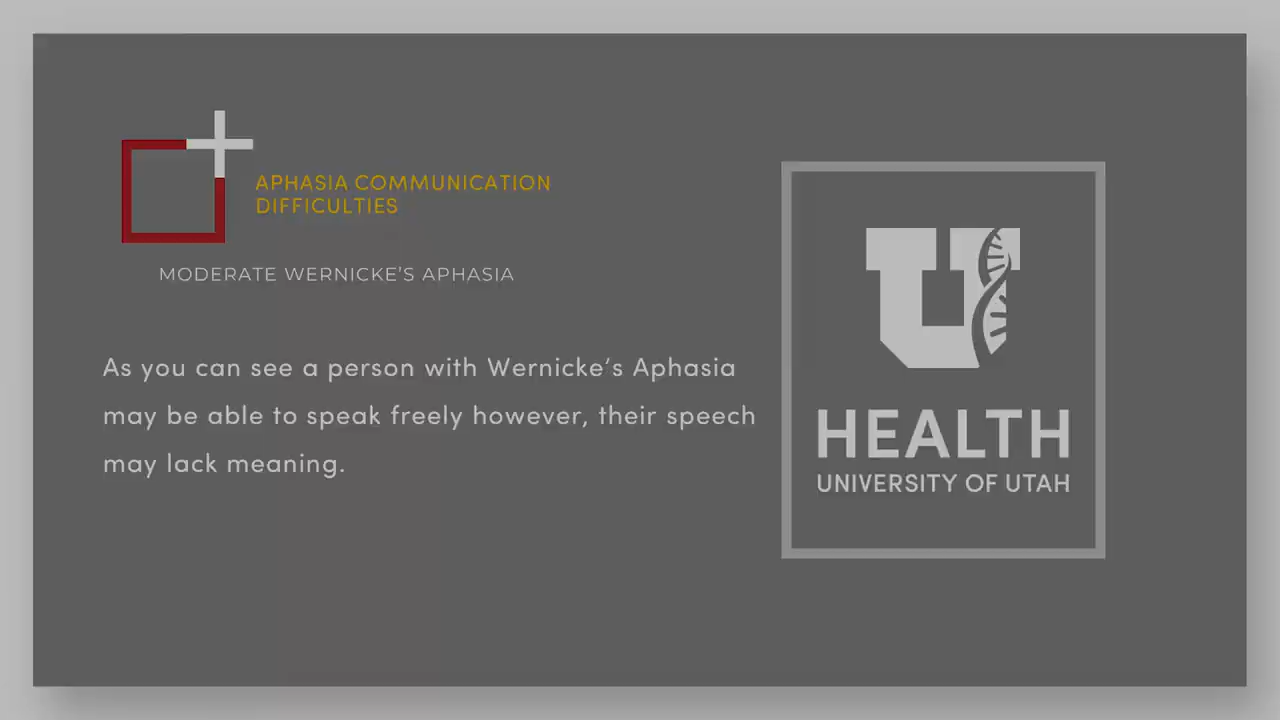 APHASIA COMMUNICATION
DIFFICULTIES
MODERATE WERNICKE’S APHASIA
As you can see a person with Wernicke’s Aphasia
may be able to speak freely however, their speech
may lack meaning.
U
HEALTH
UNIVERSITY OF UTAH